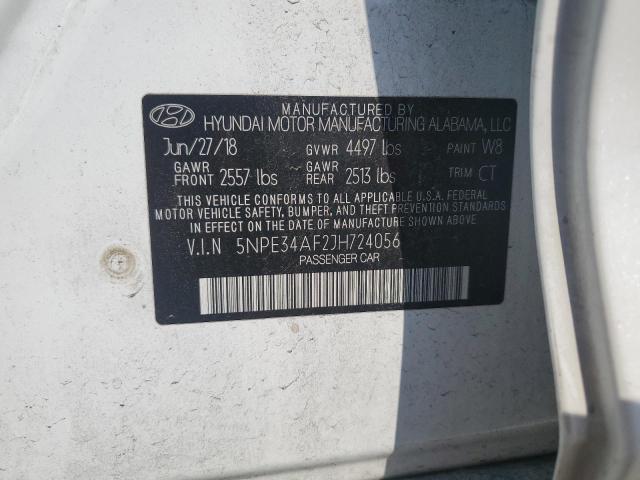 MANUFACTURED BY
HYUNDAI MOTOR MANUFACTURING ALABAMA, LLC
Jun/27/18 GVWR 4497 lbs PAINT W8
GAWR FRONT 2557 lbs GAWR REAR 2513 lbs TRIM CT
THIS VEHICLE CONFORMS TO ALL APPLICABLE U.S.A. FEDERAL
MOTOR VEHICLE SAFETY, BUMPER, AND THEFT PREVENTION STANDARDS
IN EFFECT ON THE DATE OF MANUFACTURE SHOWN ABOVE.
V.I.N 5NPE34AF2JH724056
PASSENGER CAR